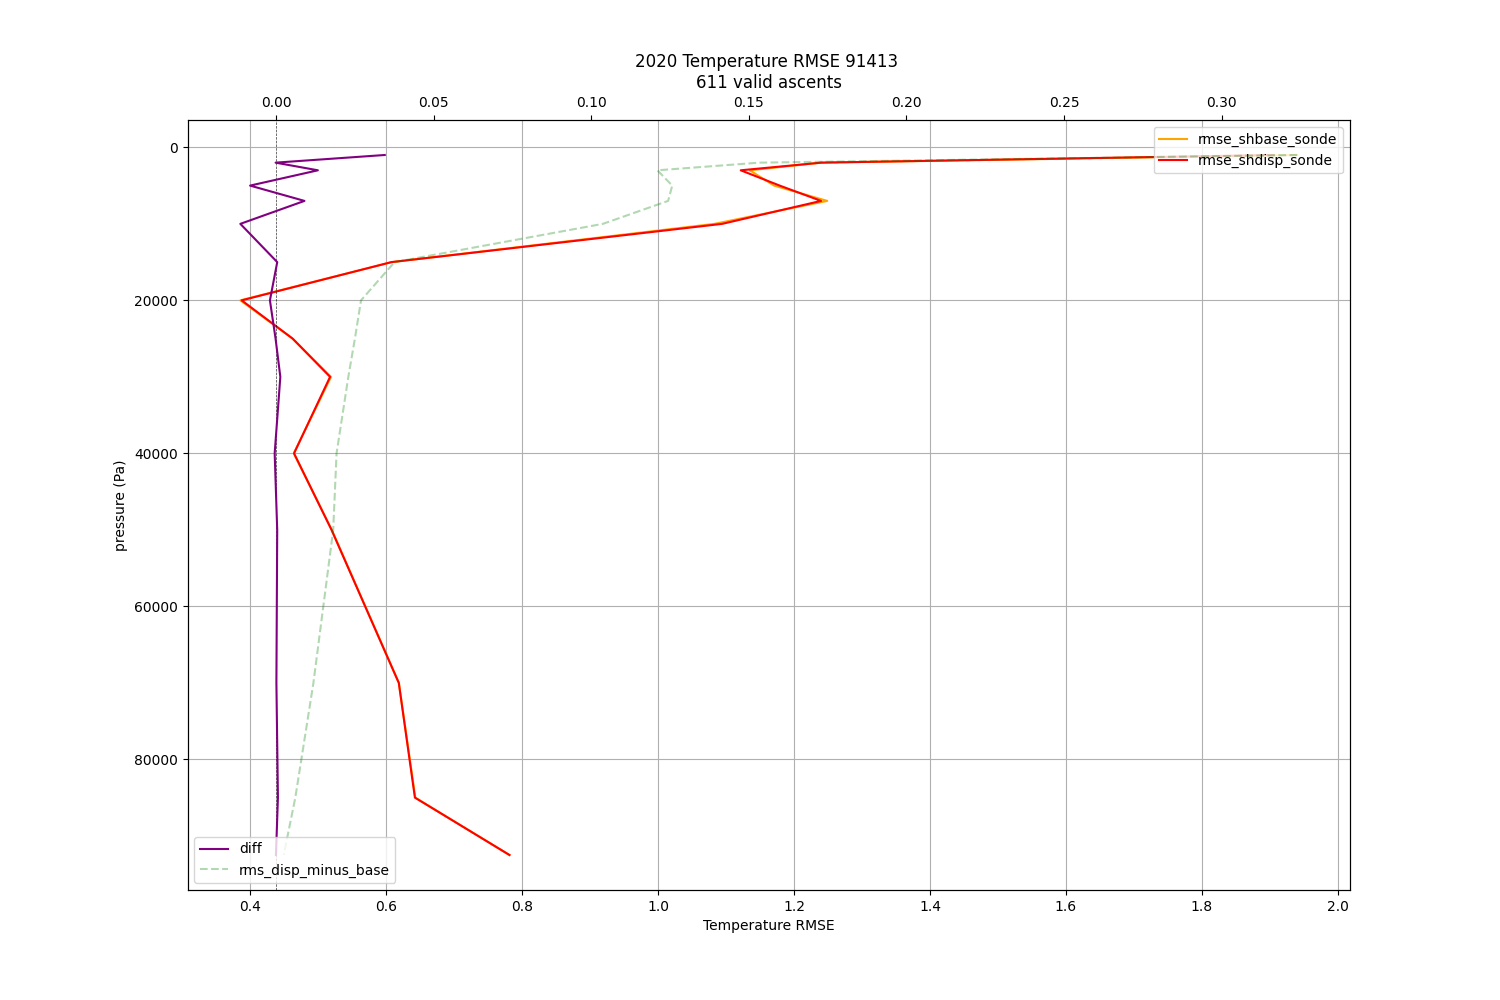 2020 Temperature RMSE 91413
611 valid ascents
0.00 0.05 0.10 0.15 0.20 0.25 0.30
rmse_shbase_sonde
rmse_shdisp_sonde
0
20000
40000
60000
80000
pressure (Pa)
diff
rms_disp_minus_base
0.4 0.6 0.8 1.0 1.2 1.4 1.6 1.8 2.0
Temperature RMSE